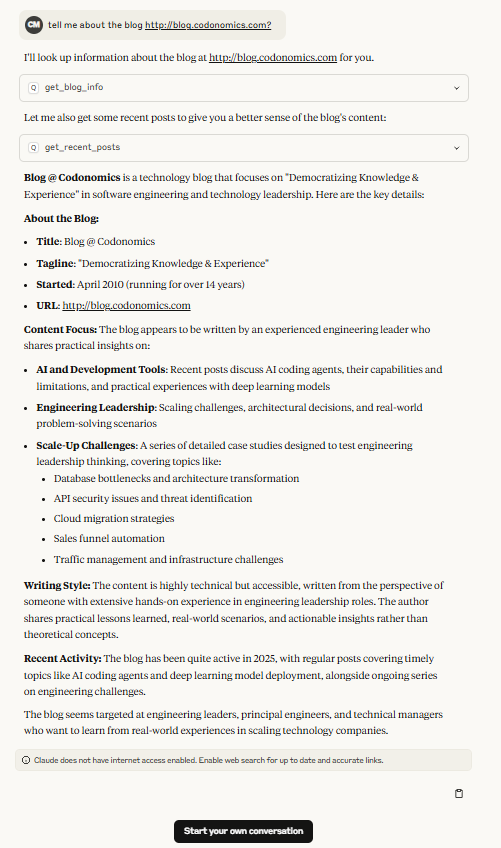 CM tell me about the blog http://blog.codonomics.com?
I'll look up information about the blog at http://blog.codonomics.com for you.
get_blog_info
Let me also get some recent posts to give you a better sense of the blog's content:
get_recent_posts
Blog @ Codonomics is a technology blog that focuses on "Democratizing Knowledge &
Experience" in software engineering and technology leadership. Here are the key details:
About the Blog:
• Title: Blog @ Codonomics
• Tagline: "Democratizing Knowledge & Experience"
• Started: April 2010 (running for over 14 years)
• URL: http://blog.codonomics.com
Content Focus: The blog appears to be written by an experienced engineering leader who
shares practical insights on:
• AI and Development Tools: Recent posts discuss AI coding agents, their capabilities and
limitations, and practical experiences with deep learning models
• Engineering Leadership: Scaling challenges, architectural decisions, and real-world
problem-solving scenarios
• Scale-Up Challenges: A series of detailed case studies designed to test engineering
leadership thinking, covering topics like:
• Database bottlenecks and architecture transformation
• API security issues and threat identification
• Cloud migration strategies
• Sales funnel automation
• Traffic management and infrastructure challenges
Writing Style: The content is highly technical but accessible, written from the perspective of
someone with extensive hands-on experience in engineering leadership roles. The author
shares practical lessons learned, real-world scenarios, and actionable insights rather than
theoretical concepts.
Recent Activity: The blog has been quite active in 2025, with regular posts covering timely
topics like AI coding agents and deep learning model deployment, alongside ongoing series
on engineering challenges.
The blog seems targeted at engineering leaders, principal engineers, and technical managers
who want to learn from real-world experiences in scaling technology companies.
Claude does not have internet access enabled. Enable web search for up to date and accurate links.
Start your own conversation